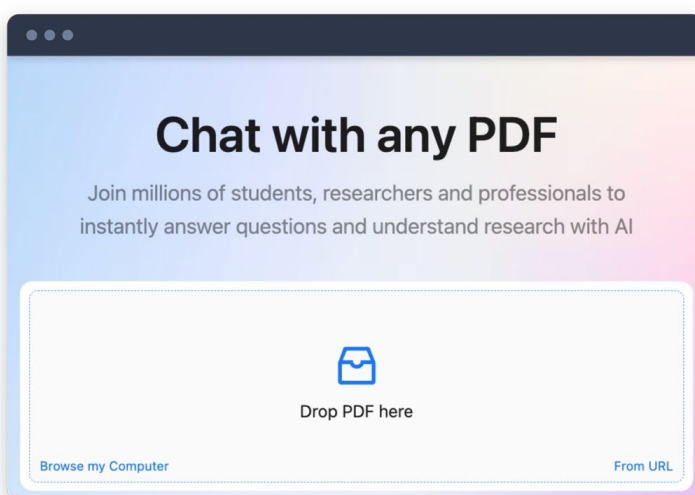 Chat with any PDF
Join millions of students, researchers and professionals to
instantly answer questions and understand research with AI
Drop PDF here
Browse my Computer
From URL